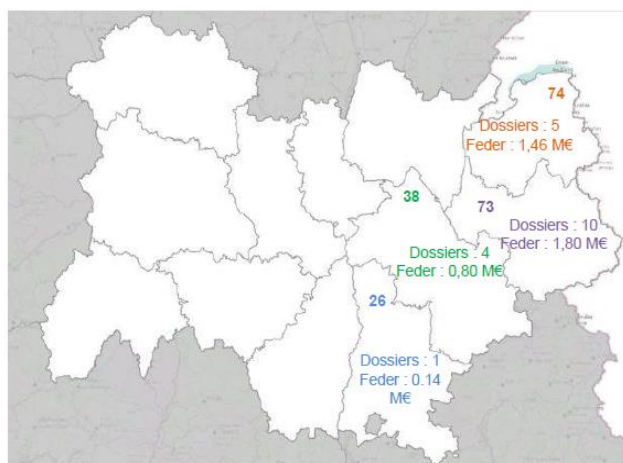 74
Dossiers : 5
Feder : 1,46 M€
38
73
Dossiers : 10
Feder : 1,80 M€
Dossiers : 4
Feder : 0,80 M€
26
Dossiers : 1
Feder : 0.14
M€